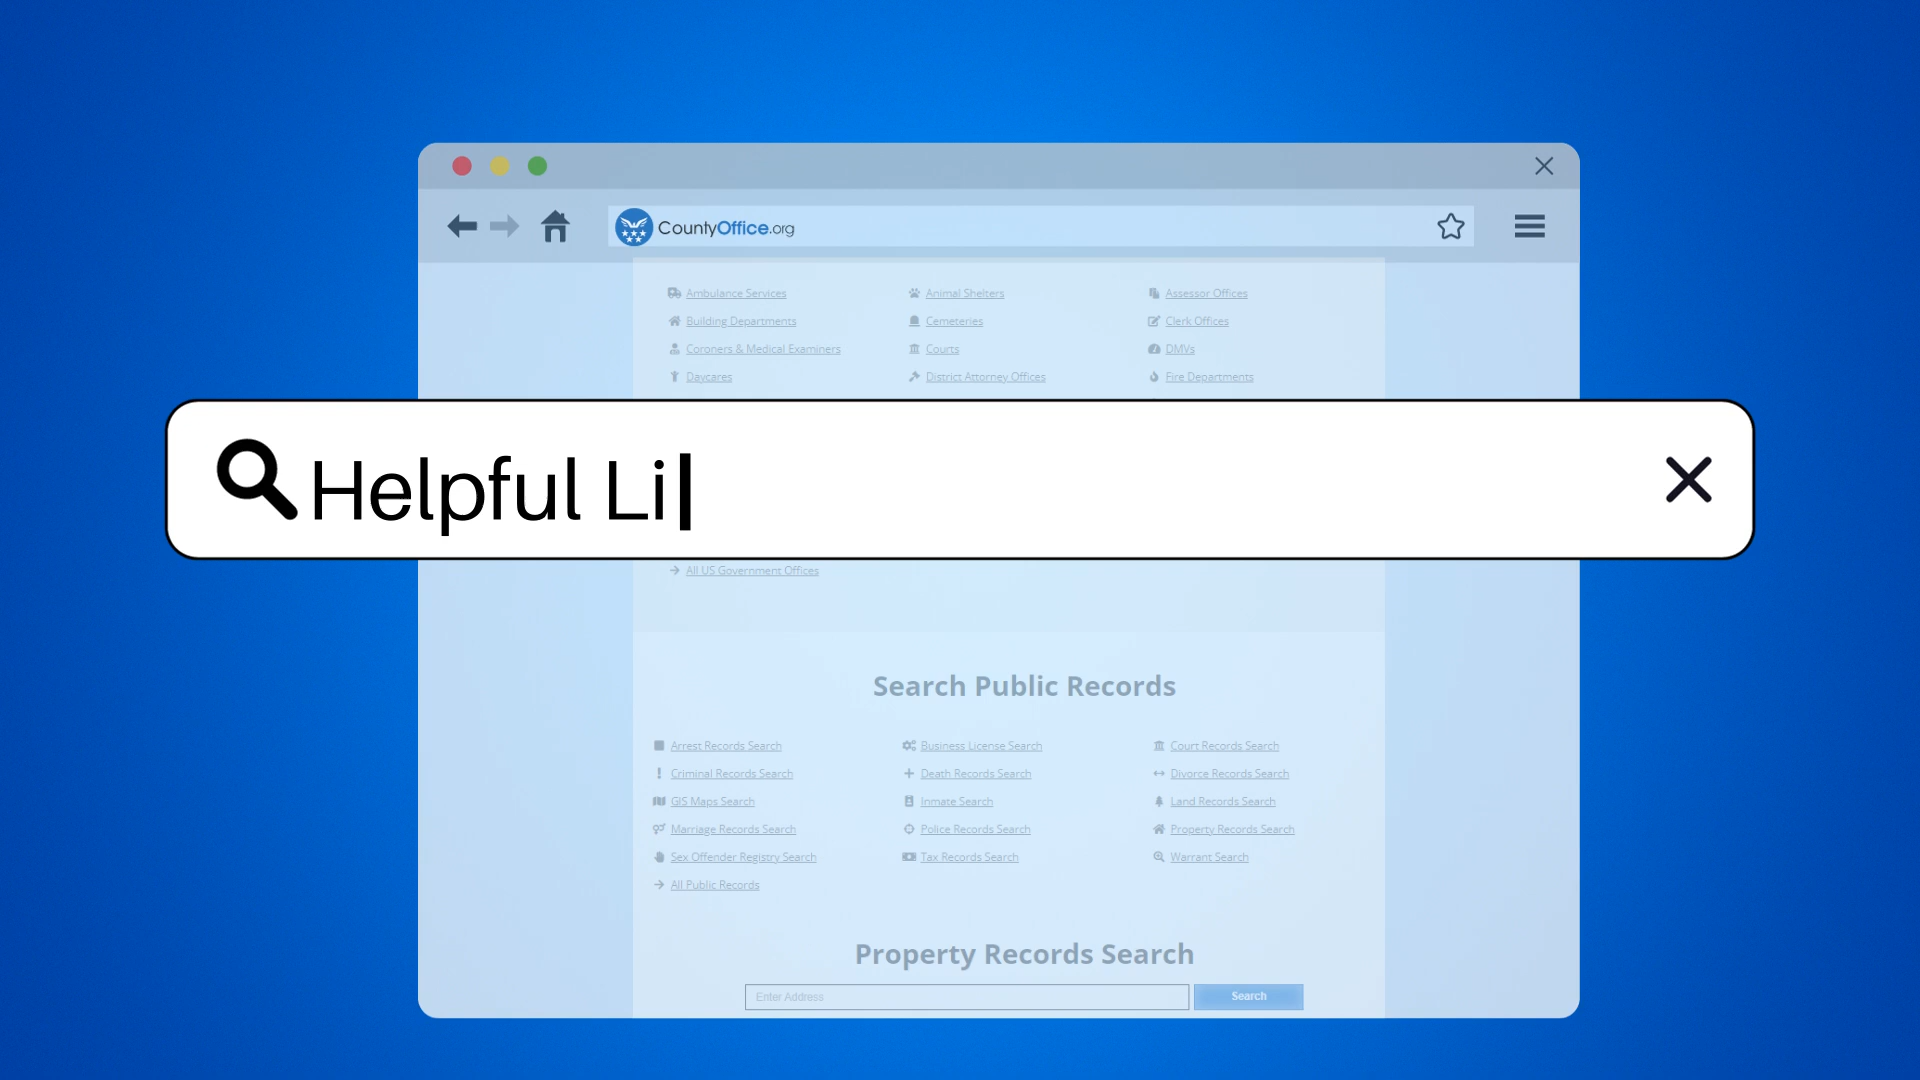 CountyOffice.org
Ambulance Services Animal Shelters Assessor Offices
Building Departments Cemeteries Clerk Offices
Coroners & Medical Examiners Courts DMVs
Daycares District Attorney Offices Fire Departments
Helpful Li
All US Government Offices
Search Public Records
Arrest Records Search Business License Search Court Records Search
Criminal Records Search Death Records Search Divorce Records Search
GIS Maps Search Inmate Search Land Records Search
Marriage Records Search Police Records Search Property Records Search
Sex Offender Registry Search Tax Records Search Warrant Search
All Public Records
Property Records Search
Enter Address Search